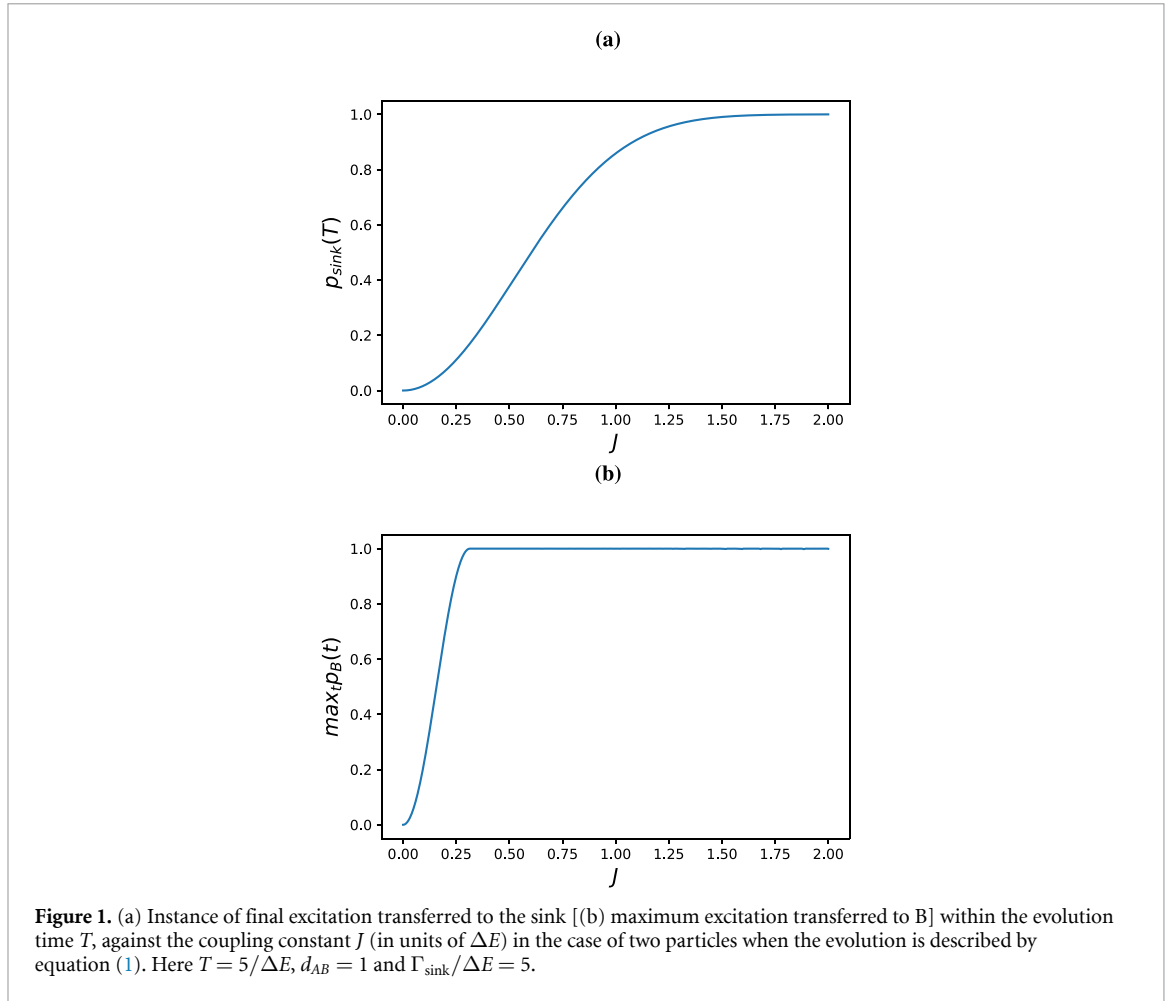 (a)
1.0
0.8
0.6
0.4
0.2
0.0
p_sink(T)
0.00 0.25 0.50 0.75 1.00 1.25 1.50 1.75 2.00
J
(b)
1.0
0.8
0.6
0.4
0.2
0.0
max_t p_B(t)
0.00 0.25 0.50 0.75 1.00 1.25 1.50 1.75 2.00
J
Figure 1. (a) Instance of final excitation transferred to the sink [(b) maximum excitation transferred to B] within the evolution
time T, against the coupling constant J (in units of ΔE) in the case of two particles when the evolution is described by
equation (1). Here T = 5/ΔE, d_AB = 1 and Γ_sink/ΔE = 5.